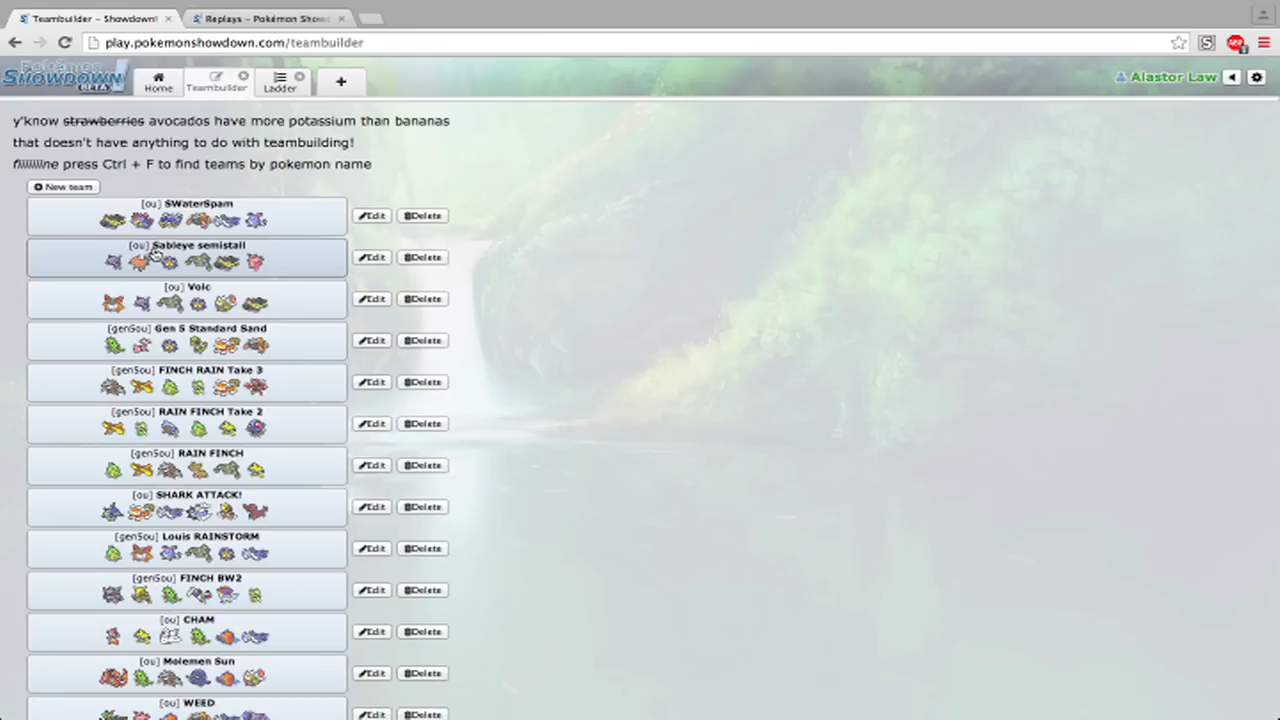 Teambuilder – Showdown!
Replays – Pokémon Show
play.pokemonshowdown.com/teambuilder
Pokémon
SHOWDOWN!
BETA
Home
Teambuilder
Ladder
Alastor Law
y'know strawberries avocados have more potassium than bananas
that doesn't have anything to do with teambuilding!
fiiiiiiiine press Ctrl + F to find teams by pokemon name
New team
[ou] SWaterSpam
Edit Delete
[ou] Sableye semistall
Edit Delete
[ou] Volc
Edit Delete
[gen5ou] Gen 5 Standard Sand
Edit Delete
[gen5ou] FINCH RAIN Take 3
Edit Delete
[gen5ou] RAIN FINCH Take 2
Edit Delete
[gen5ou] RAIN FINCH
Edit Delete
[ou] SHARK ATTACK!
Edit Delete
[gen5ou] Louis RAINSTORM
Edit Delete
[gen5ou] FINCH BW2
Edit Delete
[ou] CHAM
Edit Delete
[ou] Molemen Sun
Edit Delete
[ou] WEED
Edit Delete